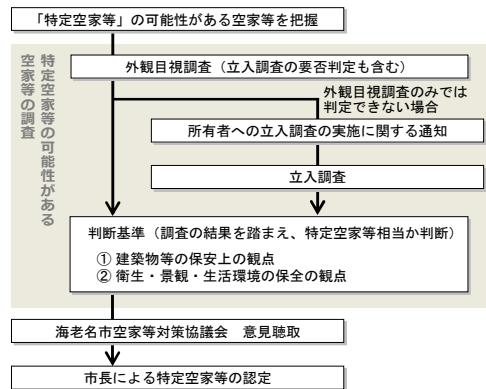 「特定空家等」の可能性がある空家等を把握
特定空家等の可能性がある
空家等の調査
外観目視調査（立入調査の要否判定も含む）
外観目視調査のみでは
判定できない場合
所有者への立入調査の実施に関する通知
立入調査
判断基準（調査の結果を踏まえ、特定空家等相当か判断）
① 建築物等の保安上の観点
② 衛生・景観・生活環境の保全の観点
海老名市空家等対策協議会　意見聴取
市長による特定空家等の認定